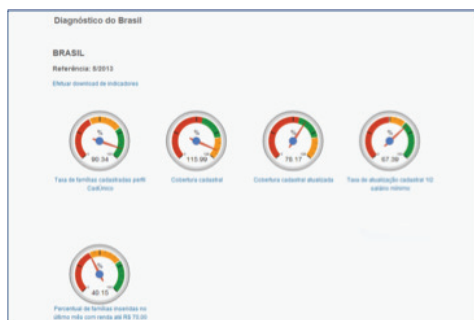 Diagnóstico do Brasil
BRASIL
Referência: 5/2013
Efetuar download de indicadores
%
90.34
%
115.99
%
76.17
%
67.39
Taxa de famílias cadastradas perfil
CadÚnico
Cobertura cadastral
Cobertura cadastral atualizada
Taxa de atualização cadastral 1/2
salário mínimo
%
40.15
Percentual de famílias inseridas no
último mês com renda até R$ 70,00